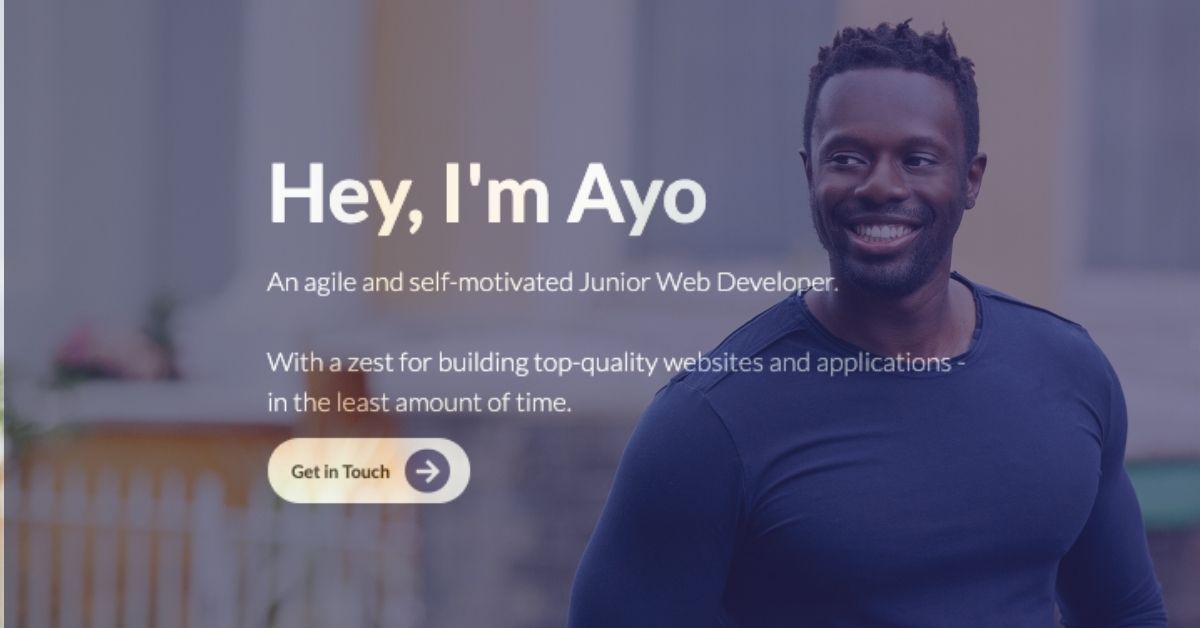 Hey, I'm Ayo
An agile and self-motivated Junior Web Developer.
With a zest for building top-quality websites and applications -
in the least amount of time.
Get in Touch